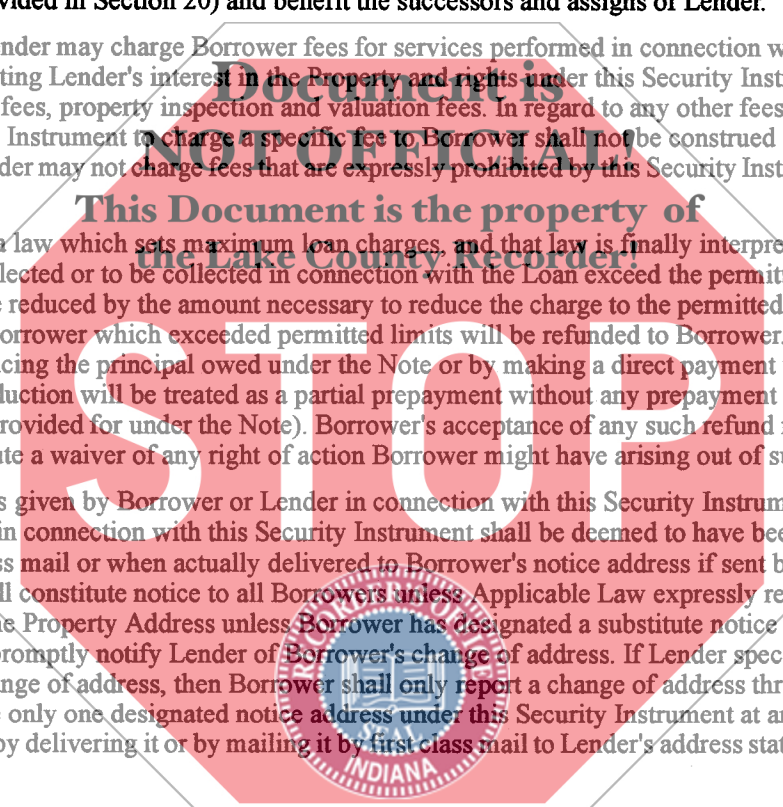 vided in Section 20) and benefit the successors and assigns of Lender.
nder may charge Borrower fees for services performed in connection w
ting Lender's interest in the Property and rights under this Security Inst
Document is
fees, property inspection and valuation fees. In regard to any other fees
Instrument to charge a specific fee to Borrower shall not be construed
NOT OFFICIAL!
der may not charge fees that are expressly prohibited by this Security Inst
This Document is the property of
law which sets maximum loan charges, and that law is finally interpre
the Lake County Recorder!
lected or to be collected in connection with the Loan exceed the permit
reduced by the amount necessary to reduce the charge to the permitted
orrower which exceeded permitted limits will be refunded to Borrower.
cing the principal owed under the Note or by making a direct payment
luction will be treated as a partial prepayment without any prepayment
rovided for under the Note). Borrower's acceptance of any such refund
te a waiver of any right of action Borrower might have arising out of s
STOP
s given by Borrower or Lender in connection with this Security Instrum
in connection with this Security Instrument shall be deemed to have bee
ss mail or when actually delivered to Borrower's notice address if sent b
ll constitute notice to all Borrowers unless Applicable Law expressly re
e Property Address unless Borrower has designated a substitute notice
promptly notify Lender of Borrower's change of address. If Lender spec
nge of address, then Borrower shall only report a change of address thr
only one designated notice address under this Security Instrument at a
by delivering it or by mailing it by first class mail to Lender's address stat
RECORDER'S OFFICE
SEAL
INDIANA